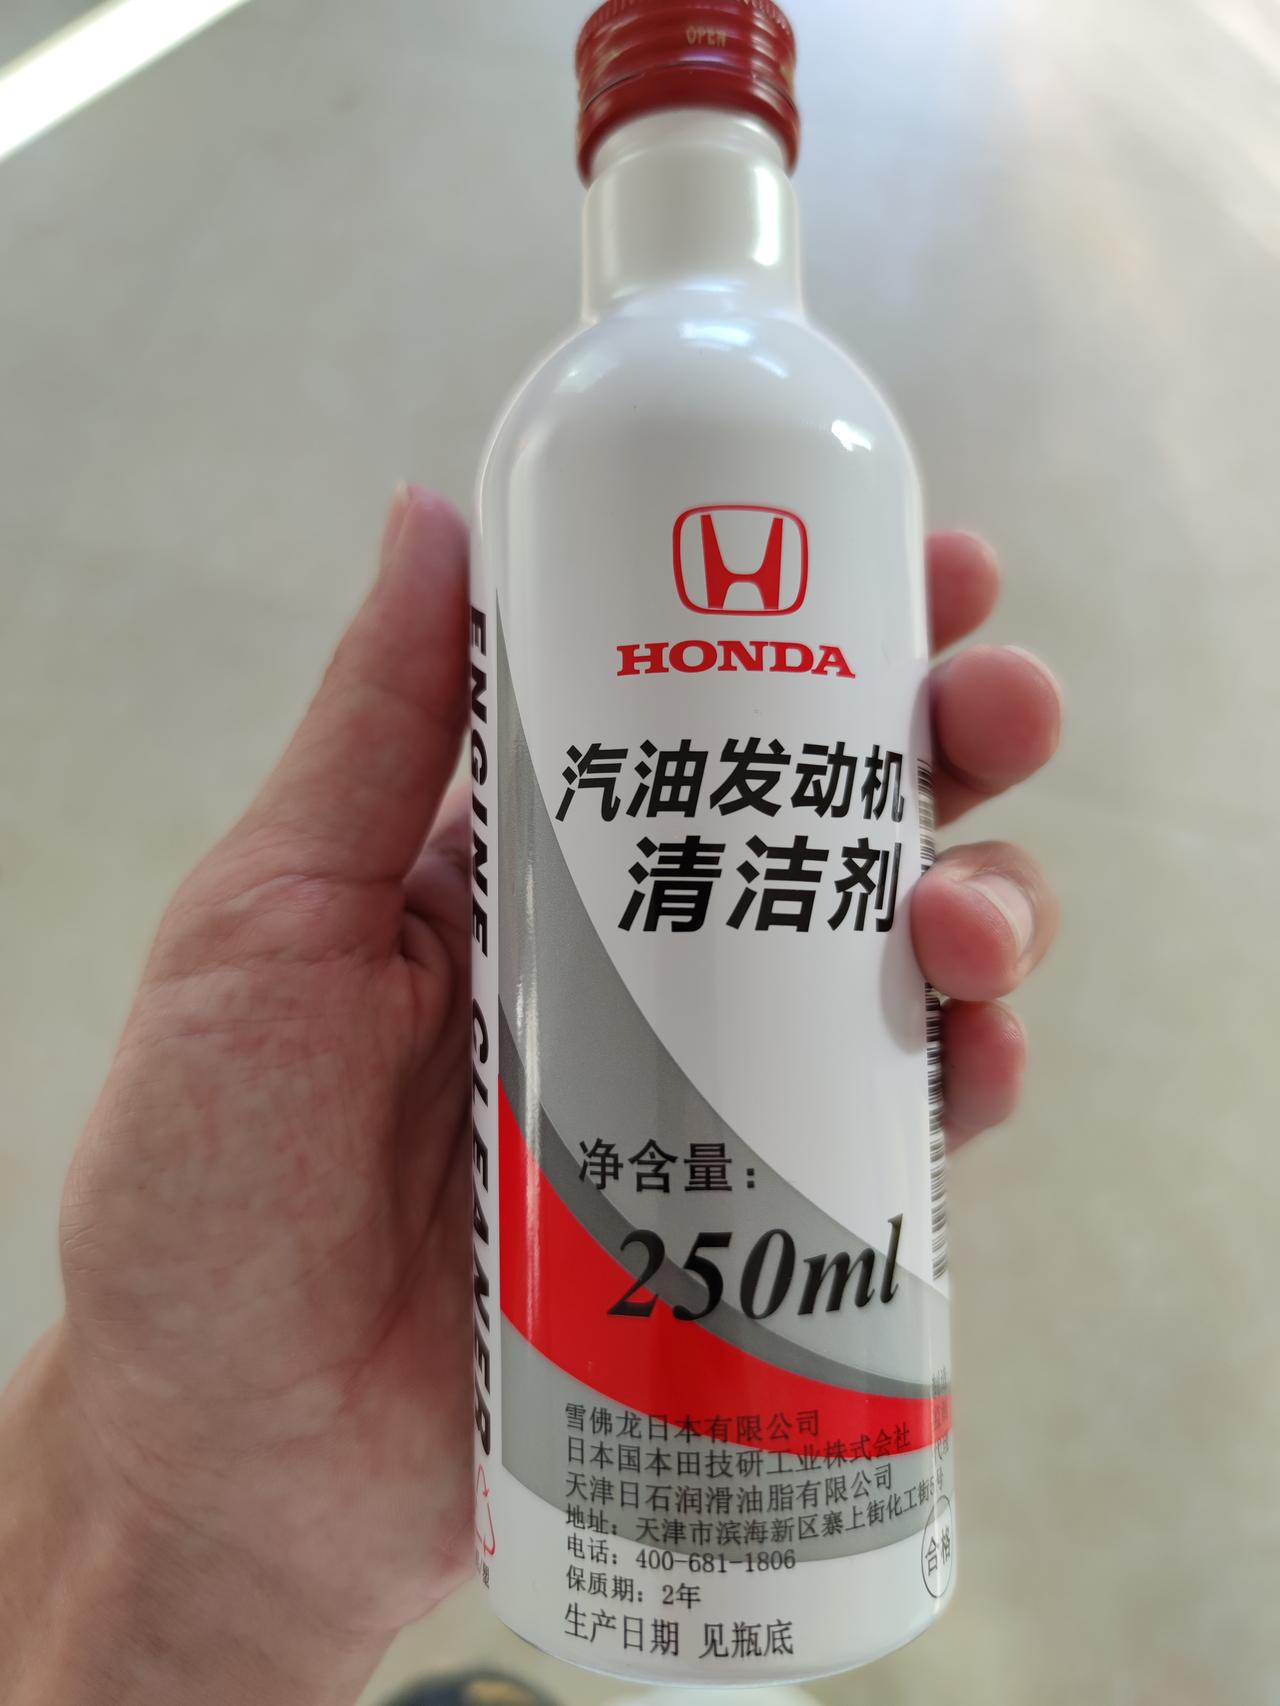 OPEN
HONDA
汽油发动机
清洁剂
ENGINE CLEANER
净含量：
250ml
雪佛龙日本有限公司
日本国本田技研工业株式会社
天津日石润滑油脂有限公司
地址：天津市滨海新区寨上街化工街5号
电话：400-681-1806
保质期：2年
生产日期 见瓶底
合格